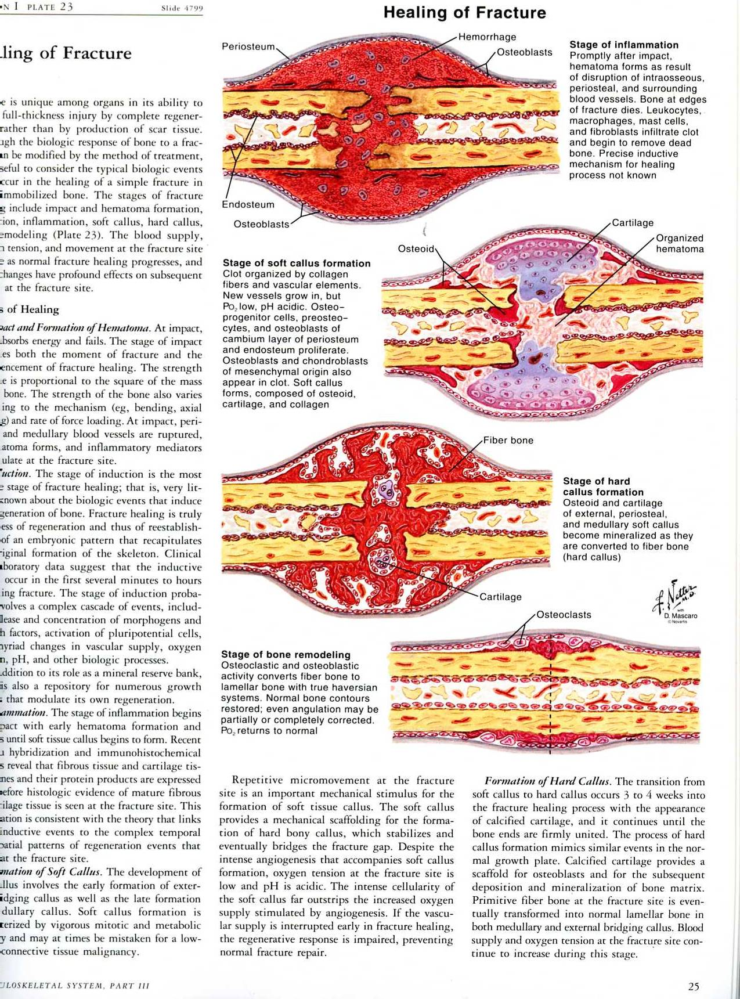 N I PLATE 23
Slide 4799
Healing of Fracture
ling of Fracture
e is unique among organs in its ability to
full-thickness injury by complete regener-
rather than by production of scar tissue.
gh the biologic response of bone to a frac-
n be modified by the method of treatment,
seful to consider the typical biologic events
ccur in the healing of a simple fracture in
immobilized bone. The stages of fracture
g include impact and hematoma formation,
ion, inflammation, soft callus, hard callus,
emodeling (Plate 23). The blood supply,
n tension, and movement at the fracture site
e as normal fracture healing progresses, and
changes have profound effects on subsequent
at the fracture site.
s of Healing
pact and Formation of Hematoma. At impact,
bsorbs energy and fails. The stage of impact
es both the moment of fracture and the
encement of fracture healing. The strength
e is proportional to the square of the mass
bone. The strength of the bone also varies
ing to the mechanism (eg, bending, axial
g) and rate of force loading. At impact, peri-
and medullary blood vessels are ruptured,
atoma forms, and inflammatory mediators
ulate at the fracture site.
uction. The stage of induction is the most
e stage of fracture healing; that is, very lit-
known about the biologic events that induce
generation of bone. Fracture healing is truly
ess of regeneration and thus of reestablish-
of an embryonic pattern that recapitulates
riginal formation of the skeleton. Clinical
boratory data suggest that the inductive
occur in the first several minutes to hours
ing fracture. The stage of induction proba-
volves a complex cascade of events, includ-
lease and concentration of morphogens and
h factors, activation of pluripotential cells,
nyriad changes in vascular supply, oxygen
n, pH, and other biologic processes.
ddition to its role as a mineral reserve bank,
is also a repository for numerous growth
that modulate its own regeneration.
ammation. The stage of inflammation begins
pact with early hematoma formation and
s until soft tissue callus begins to form. Recent
u hybridization and immunohistochemical
s reveal that fibrous tissue and cartilage tis-
nes and their protein products are expressed
efore histologic evidence of mature fibrous
ilage tissue is seen at the fracture site. This
ation is consistent with the theory that links
inductive events to the complex temporal
patial patterns of regeneration events that
at the fracture site.
mation of Soft Callus. The development of
llus involves the early formation of exter-
idging callus as well as the late formation
dullary callus. Soft callus formation is
terized by vigorous mitotic and metabolic
y and may at times be mistaken for a low-
connective tissue malignancy.
Periosteum
Hemorrhage
Osteoblasts
Endosteum
Osteoblasts
Stage of inflammation
Promptly after impact,
hematoma forms as result
of disruption of intraosseous,
periosteal, and surrounding
blood vessels. Bone at edges
of fracture dies. Leukocytes,
macrophages, mast cells,
and fibroblasts infiltrate clot
and begin to remove dead
bone. Precise inductive
mechanism for healing
process not known
Stage of soft callus formation
Clot organized by collagen
fibers and vascular elements.
New vessels grow in, but
Po₂ low, pH acidic. Osteo-
progenitor cells, preosteo-
cytes, and osteoblasts of
cambium layer of periosteum
and endosteum proliferate.
Osteoblasts and chondroblasts
of mesenchymal origin also
appear in clot. Soft callus
forms, composed of osteoid,
cartilage, and collagen
Osteoid
Cartilage
Organized
hematoma
Fiber bone
Cartilage
Stage of hard
callus formation
Osteoid and cartilage
of external, periosteal,
and medullary soft callus
become mineralized as they
are converted to fiber bone
(hard callus)
F. Netter
M.D.
with
D. Mascaro
© Novartis
Stage of bone remodeling
Osteoclastic and osteoblastic
activity converts fiber bone to
lamellar bone with true haversian
systems. Normal bone contours
restored; even angulation may be
partially or completely corrected.
Po₂ returns to normal
Osteoclasts
Repetitive micromovement at the fracture
site is an important mechanical stimulus for the
formation of soft tissue callus. The soft callus
provides a mechanical scaffolding for the forma-
tion of hard bony callus, which stabilizes and
eventually bridges the fracture gap. Despite the
intense angiogenesis that accompanies soft callus
formation, oxygen tension at the fracture site is
low and pH is acidic. The intense cellularity of
the soft callus far outstrips the increased oxygen
supply stimulated by angiogenesis. If the vascu-
lar supply is interrupted early in fracture healing,
the regenerative response is impaired, preventing
normal fracture repair.
Formation of Hard Callus. The transition from
soft callus to hard callus occurs 3 to 4 weeks into
the fracture healing process with the appearance
of calcified cartilage, and it continues until the
bone ends are firmly united. The process of hard
callus formation mimics similar events in the nor-
mal growth plate. Calcified cartilage provides a
scaffold for osteoblasts and for the subsequent
deposition and mineralization of bone matrix.
Primitive fiber bone at the fracture site is even-
tually transformed into normal lamellar bone in
both medullary and external bridging callus. Blood
supply and oxygen tension at the fracture site con-
tinue to increase during this stage.
ULOSKELETAL SYSTEM, PART III
25